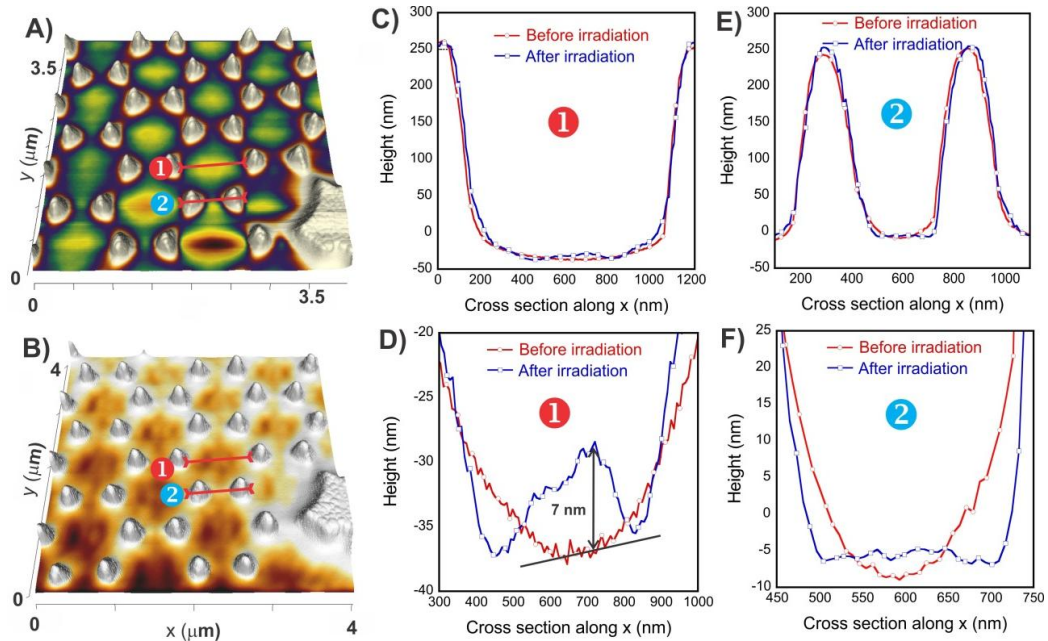 A)
3.5
y (μm)
1
2
0
0
3.5
B)
4
y (μm)
1
2
0
0
x (μm)
4
C)
300
250
200
150
100
50
0
-50
Height (nm)
Before irradiation
After irradiation
1
0 200 400 600 800 1000 1200
Cross section along x (nm)
E)
300
250
200
150
100
50
0
-50
Height (nm)
Before irradiation
After irradiation
2
200 400 600 800 1000
Cross section along x (nm)
D)
-20
-25
-30
-35
-40
Height (nm)
Before irradiation
After irradiation
1
7 nm
300 400 500 600 700 800 900 1000
Cross section along x (nm)
F)
25
20
15
10
5
0
-5
-10
Height (nm)
Before irradiation
After irradiation
2
450 500 550 600 650 700 750
Cross section along x (nm)